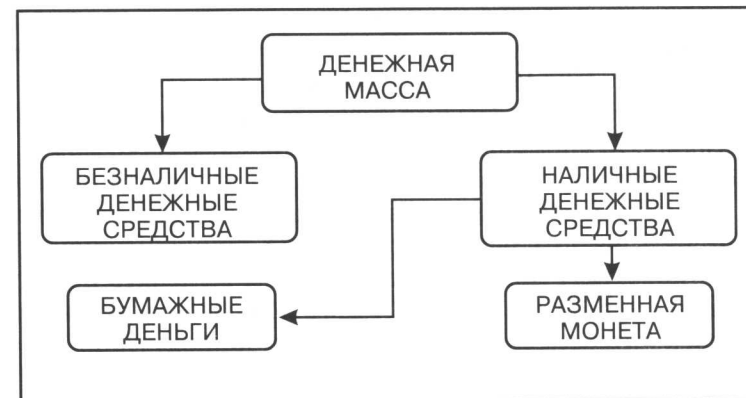 ДЕНЕЖНАЯ
МАССА
БЕЗНАЛИЧНЫЕ
ДЕНЕЖНЫЕ
СРЕДСТВА
НАЛИЧНЫЕ
ДЕНЕЖНЫЕ
СРЕДСТВА
БУМАЖНЫЕ
ДЕНЬГИ
РАЗМЕННАЯ
МОНЕТА